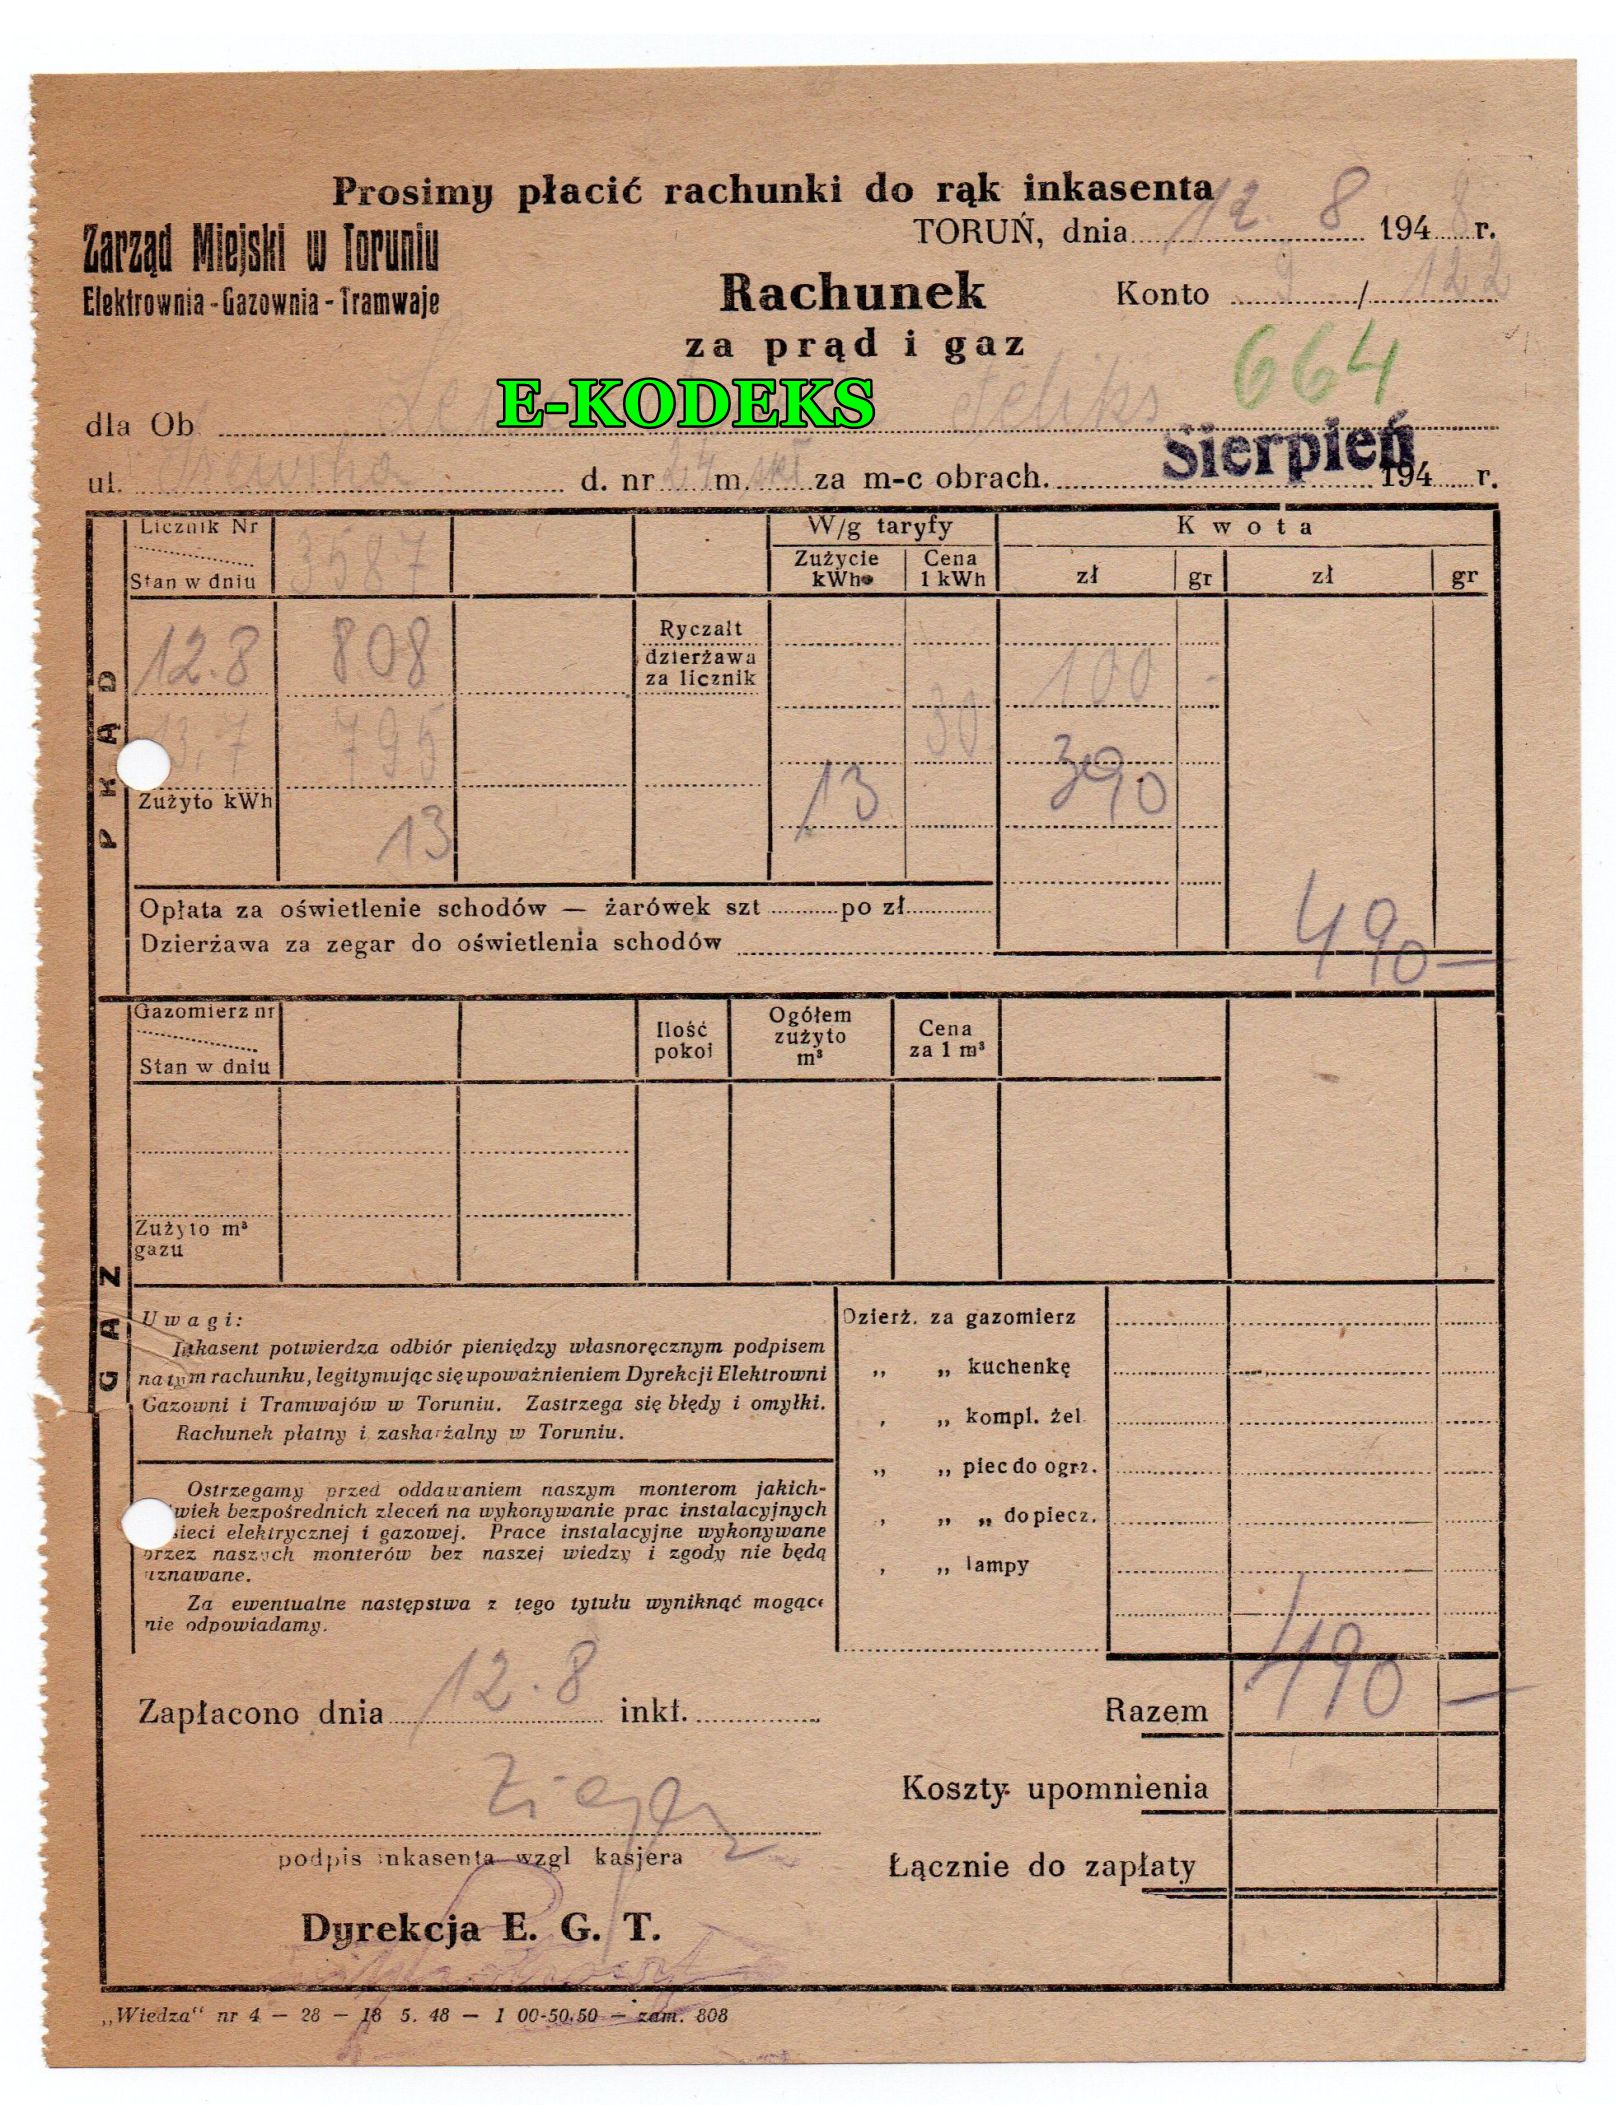 Prosimy płacić rachunki do rąk inkasenta
TORUŃ, dnia 12. 8 1948 r.
Zarząd Miejski w Toruniu
Elektrownia - Gazownia - Tramwaje
Rachunek
Konto 9 / 122
za prąd i gaz
664
E-KODEKS
dla Ob. Feliks
Sierpień
ul. d. nr 24 m. za m-c obrach. 194 r.
PRĄD
Licznik Nr 3587
Stan w dniu
W/g taryfy
Zużycie kWh
Cena 1 kWh
Kwota
zł gr zł gr
12.8 808
Ryczałt
dzierżawa za licznik
100 -
13.7 795
30
13 390
Zużyto kWh 13
Opłata za oświetlenie schodów — żarówek szt po zł
Dzierżawa za zegar do oświetlenia schodów
490 —
GAZ
Gazomierz nr
Stan w dniu
Ilość pokoi
Ogółem zużyto m³
Cena za 1 m³
Zużyto m³ gazu
Uwagi:
Inkasent potwierdza odbiór pieniędzy własnoręcznym podpisem
na tym rachunku, legitymując się upoważnieniem Dyrekcji Elektrowni
Gazowni i Tramwajów w Toruniu. Zastrzega się błędy i omyłki.
Rachunek płatny i zaskarżalny w Toruniu.
Ostrzegamy przed oddawaniem naszym monterom jakich-
wiek bezpośrednich zleceń na wykonywanie prac instalacyjnych
sieci elektrycznej i gazowej. Prace instalacyjne wykonywane
przez naszych monterów bez naszej wiedzy i zgody nie będą
uznawane.
Za ewentualne następstwa z tego tytułu wyniknąć mogące
nie odpowiadamy.
Dzierż. za gazomierz
„ „ kuchenkę
, „ kompl. żel.
„ „ piec do ogrz.
, „ „ do piecz.
, „ lampy
Zapłacono dnia 12. 8 inkł.
Razem 490 —
Koszty upomnienia
podpis inkasenta wzgl kasjera
Łącznie do zapłaty
Dyrekcja E. G. T.
„Wiedza“ nr 4 — 28 — 18 5. 48 — 1 00-50.50 — zam. 808